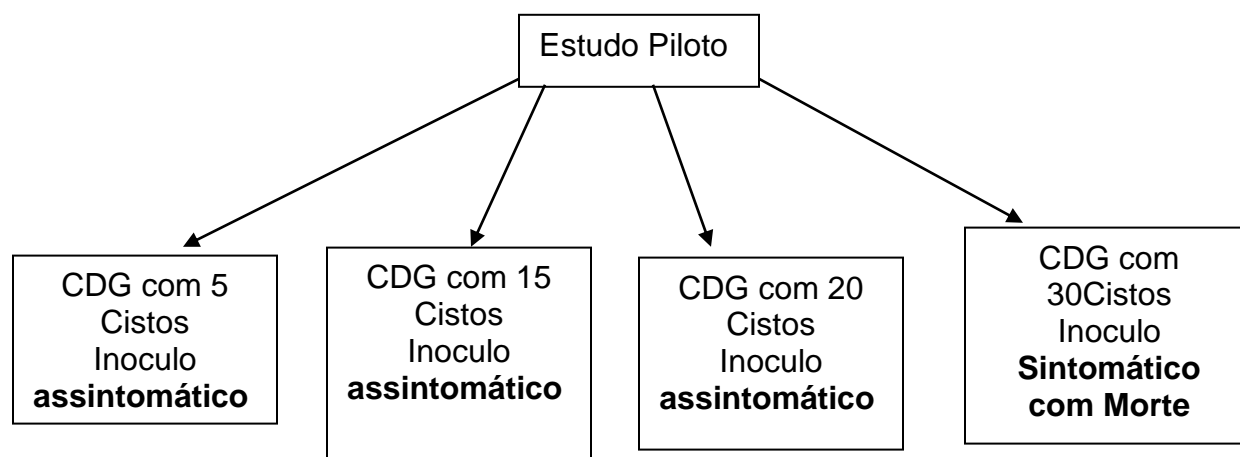 Estudo Piloto
CDG com 5
Cistos
Inoculo
assintomático
CDG com 15
Cistos
Inoculo
assintomático
CDG com 20
Cistos
Inoculo
assintomático
CDG com
30Cistos
Inoculo
Sintomático
com Morte